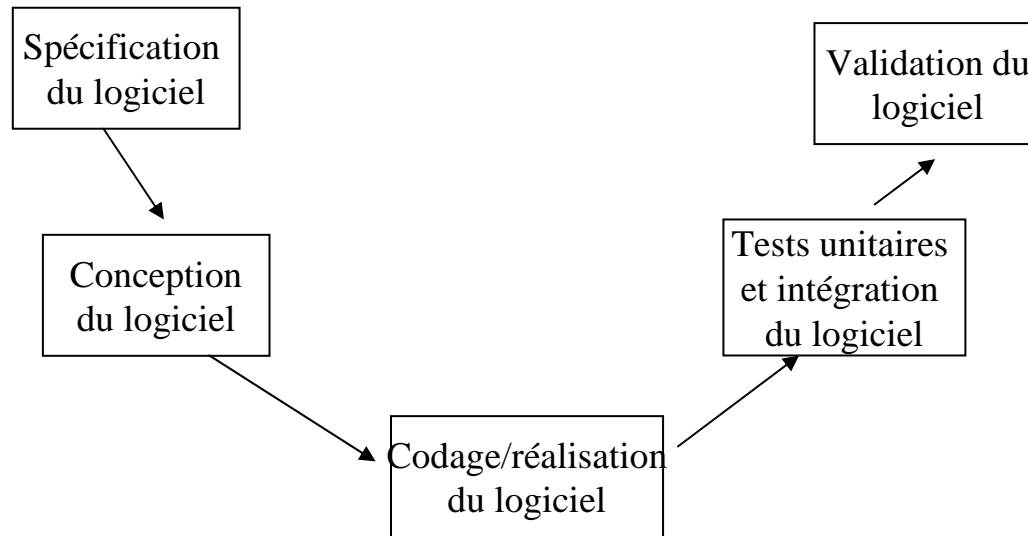 Spécification
du logiciel
Validation du
logiciel
Conception
du logiciel
Tests unitaires
et intégration
du logiciel
Codage/réalisation
du logiciel